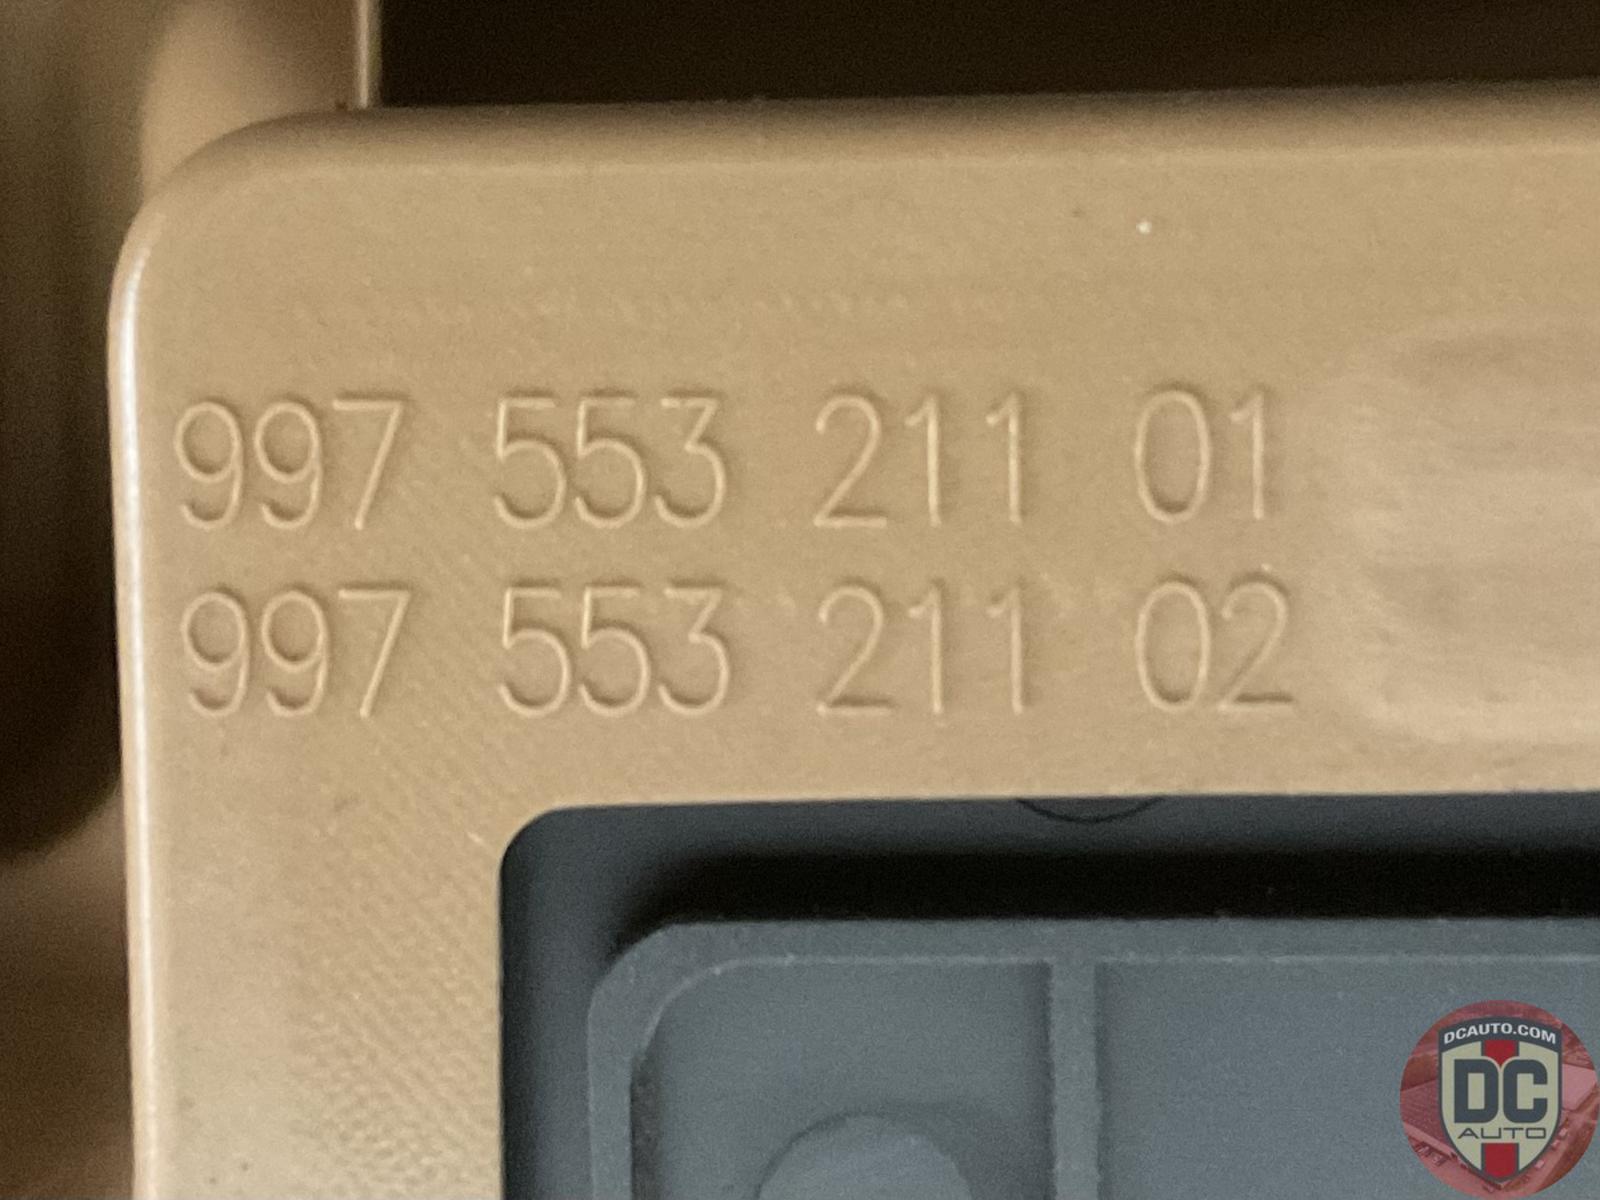 997 553 211 01
997 553 211 02
DCAUTO.COM
DC
AUTO